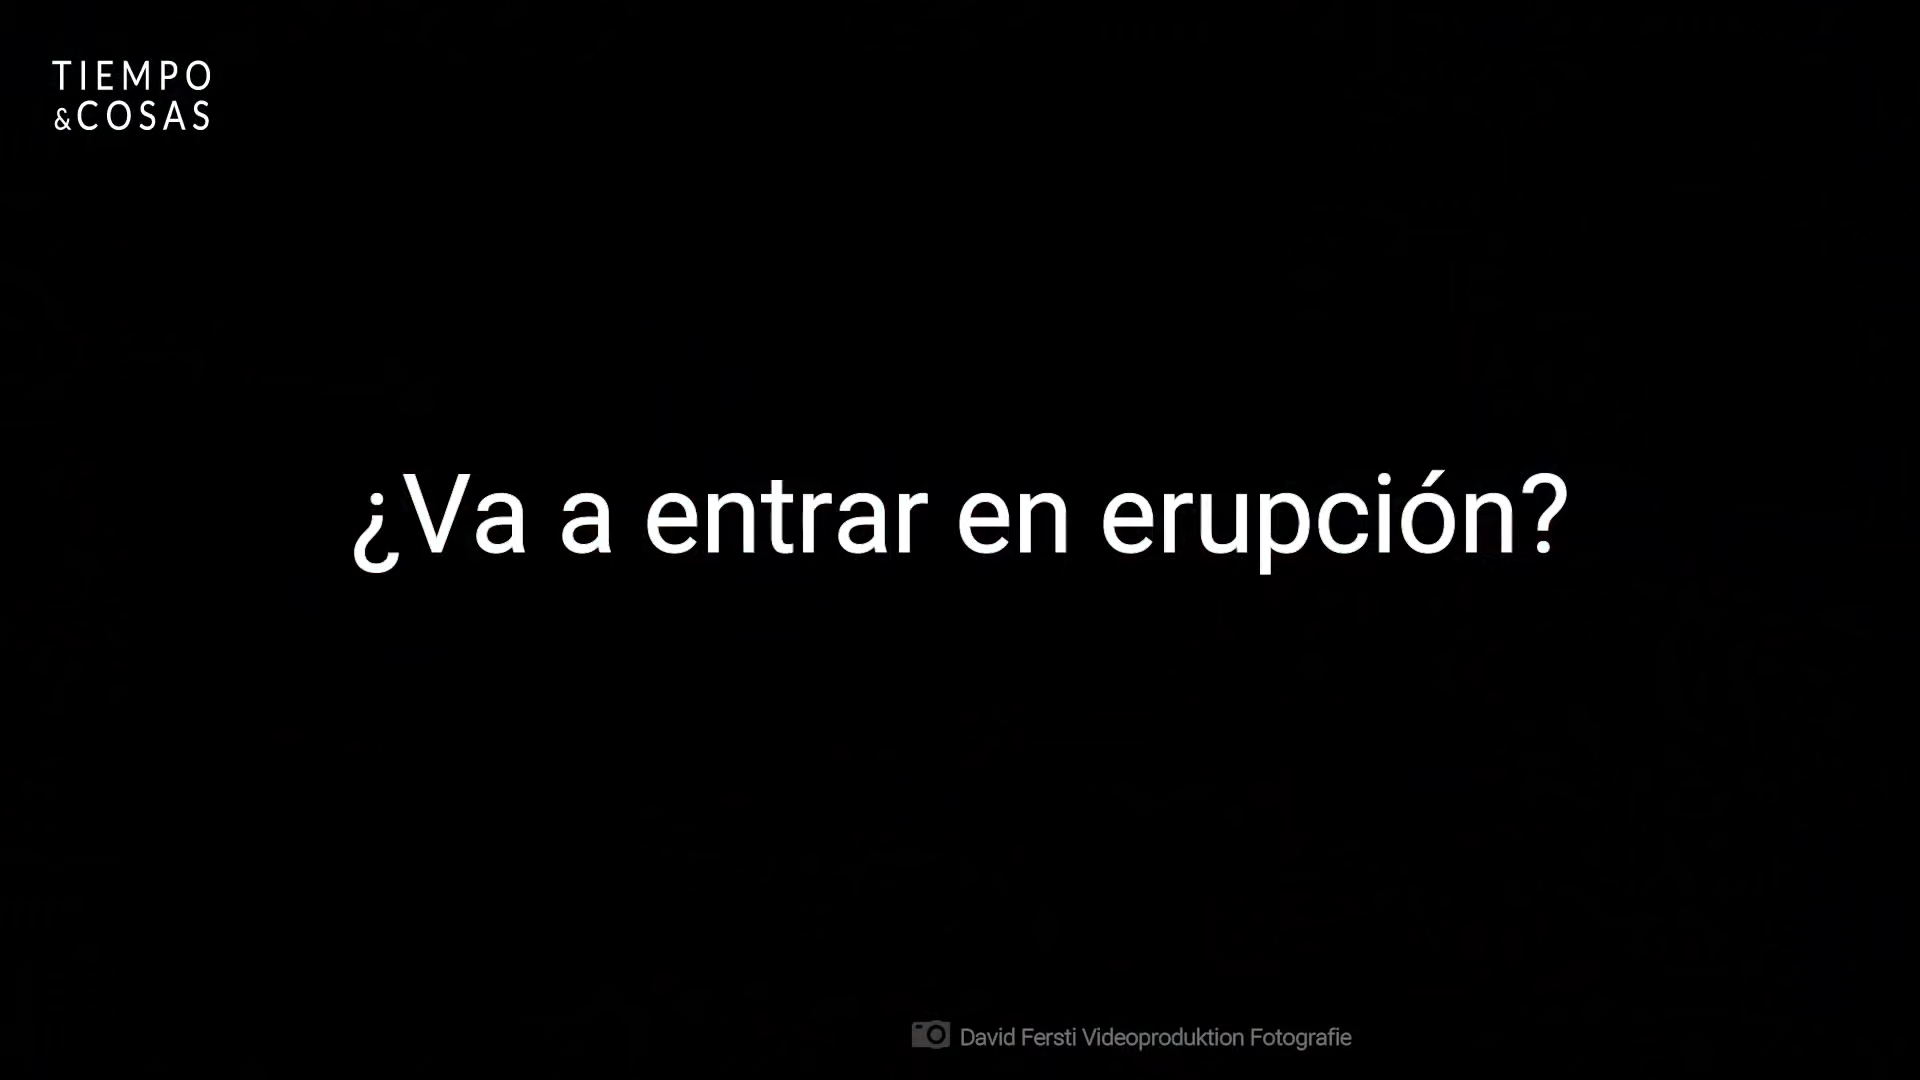 TIEMPO
&COSAS
¿Va a entrar en erupción?
David Fersti Videoproduktion Fotografie